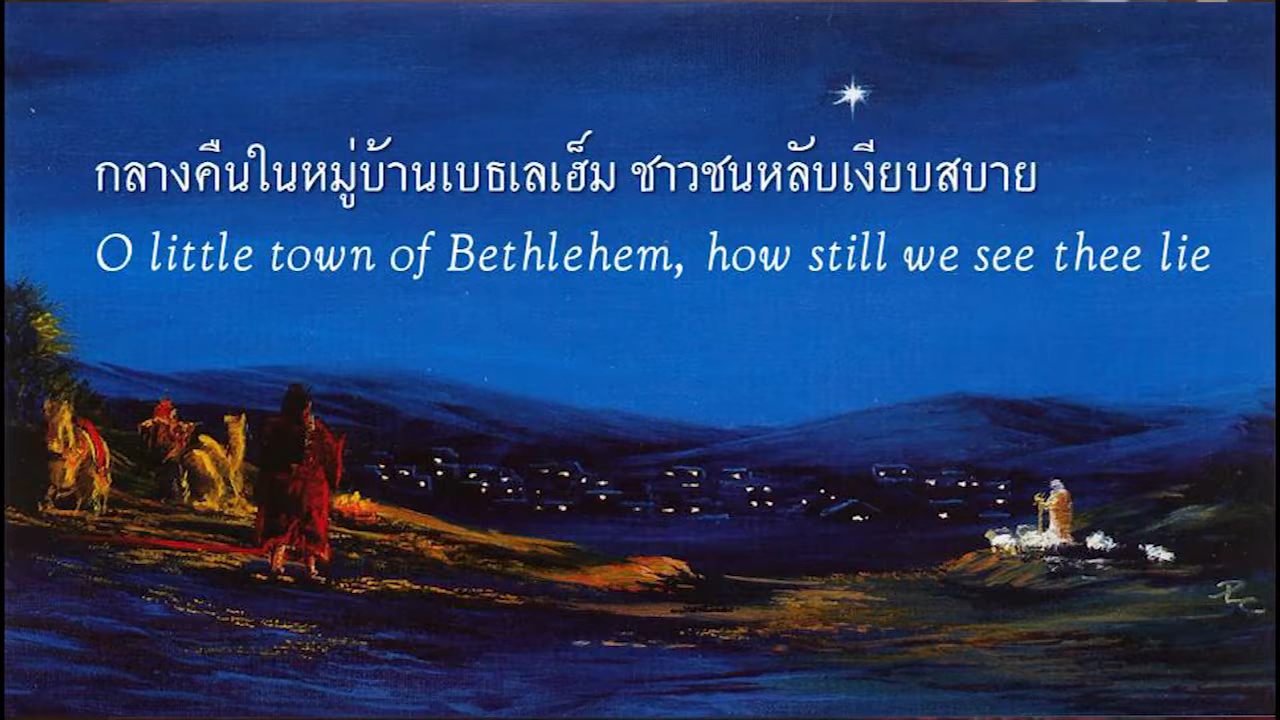 กลางคืนในหมู่บ้านเบธเลเฮ็ม ชาวชนหลับเงียบสบาย
O little town of Bethlehem, how still we see thee lie